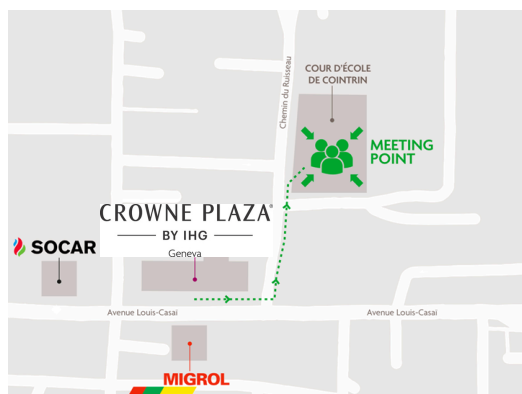 COUR D'ÉCOLE
DE COINTRIN
Chemin du Ruisseau
MEETING
POINT
CROWNE PLAZA®
BY IHG
Geneva
SOCAR
Avenue Louis-Casaï
Avenue Louis-Casaï
MIGROL